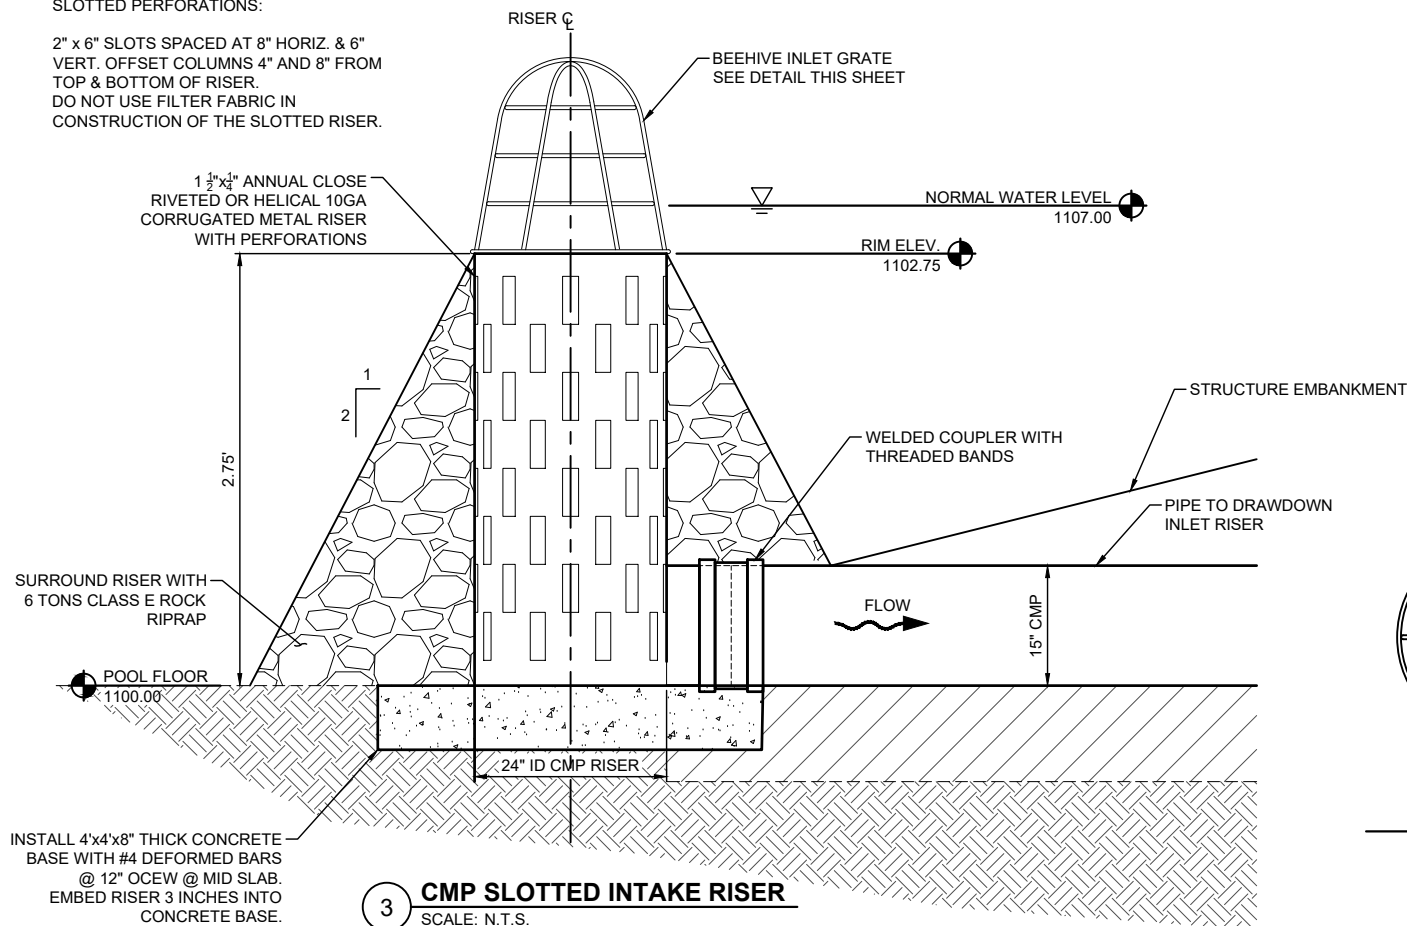 SLOTTED PERFORATIONS:
2" x 6" SLOTS SPACED AT 8" HORIZ. & 6"
VERT. OFFSET COLUMNS 4" AND 8" FROM
TOP & BOTTOM OF RISER.
DO NOT USE FILTER FABRIC IN
CONSTRUCTION OF THE SLOTTED RISER.
RISER ℄
BEEHIVE INLET GRATE
SEE DETAIL THIS SHEET
1 1/2"x1/4" ANNUAL CLOSE
RIVETED OR HELICAL 10GA
CORRUGATED METAL RISER
WITH PERFORATIONS
NORMAL WATER LEVEL
1107.00
RIM ELEV.
1102.75
1
2
2.75'
STRUCTURE EMBANKMENT
WELDED COUPLER WITH
THREADED BANDS
PIPE TO DRAWDOWN
INLET RISER
SURROUND RISER WITH
6 TONS CLASS E ROCK
RIPRAP
FLOW
15" CMP
POOL FLOOR
1100.00
24" ID CMP RISER
INSTALL 4'x4'x8" THICK CONCRETE
BASE WITH #4 DEFORMED BARS
@ 12" OCEW @ MID SLAB.
EMBED RISER 3 INCHES INTO
CONCRETE BASE.
3 CMP SLOTTED INTAKE RISER
SCALE: N.T.S.